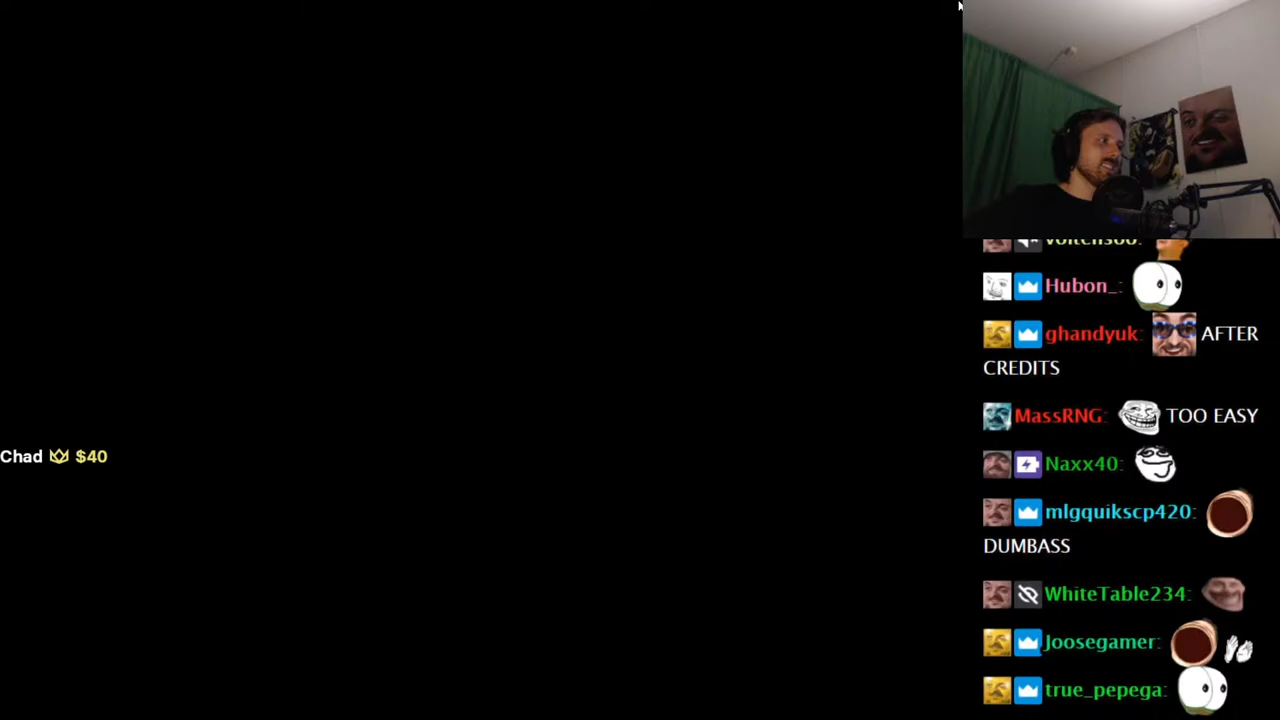 Hubon_:
ghandyuk: AFTER
CREDITS
MassRNG: TOO EASY
Chad $40
Naxx40:
mlgquikscp420:
DUMBASS
WhiteTable234:
Joosegamer:
true_pepega: